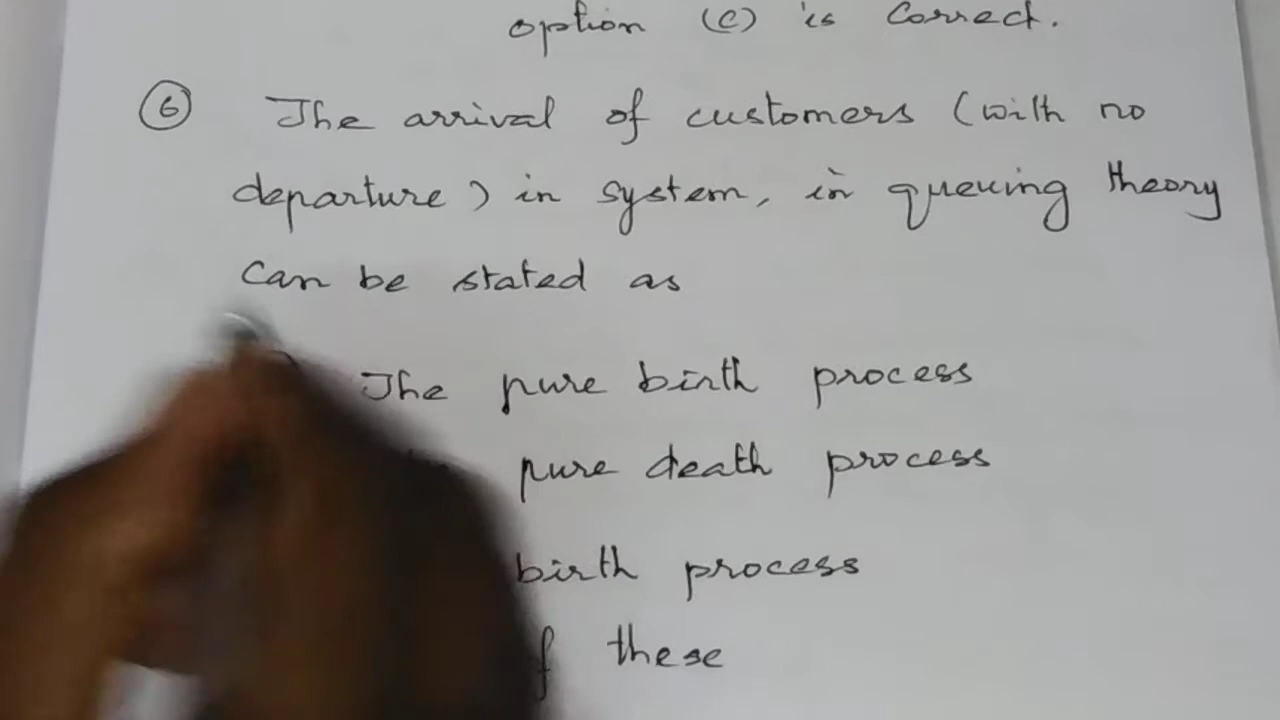 option (c) is correct.
6 The arrival of customers (with no
departure) in system, in queuing theory
can be stated as
The pure birth process
pure death process
birth process
these